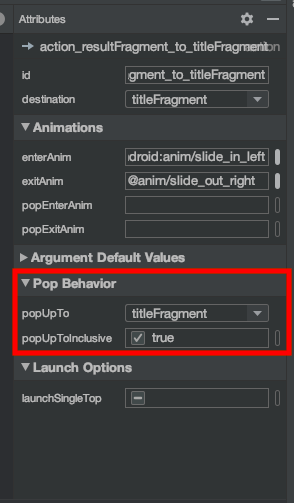 Attributes
action_resultFragment_to_titleFragment
id gment_to_titleFragment
destination titleFragment
Animations
enterAnim droid:anim/slide_in_left
exitAnim @anim/slide_out_right
popEnterAnim
popExitAnim
Argument Default Values
Pop Behavior
popUpTo titleFragment
popUpToInclusive true
Launch Options
launchSingleTop